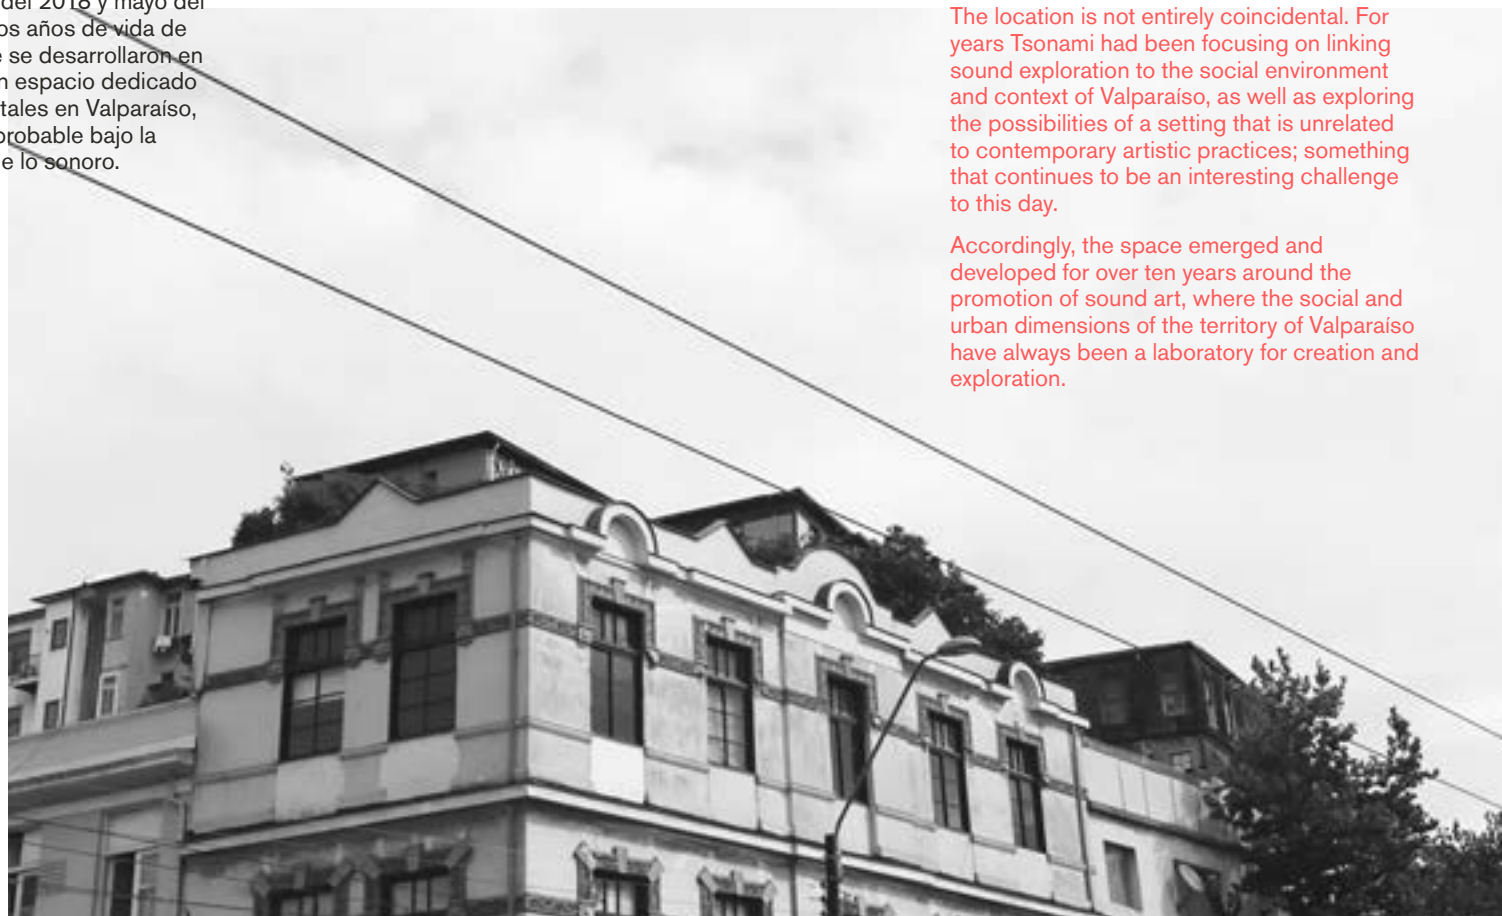 del 2018 y mayo del
os años de vida de
e se desarrollaron en
n espacio dedicado
tales en Valparaíso,
probable bajo la
e lo sonoro.
The location is not entirely coincidental. For
years Tsonami had been focusing on linking
sound exploration to the social environment
and context of Valparaíso, as well as exploring
the possibilities of a setting that is unrelated
to contemporary artistic practices; something
that continues to be an interesting challenge
to this day.
Accordingly, the space emerged and
developed for over ten years around the
promotion of sound art, where the social and
urban dimensions of the territory of Valparaíso
have always been a laboratory for creation and
exploration.